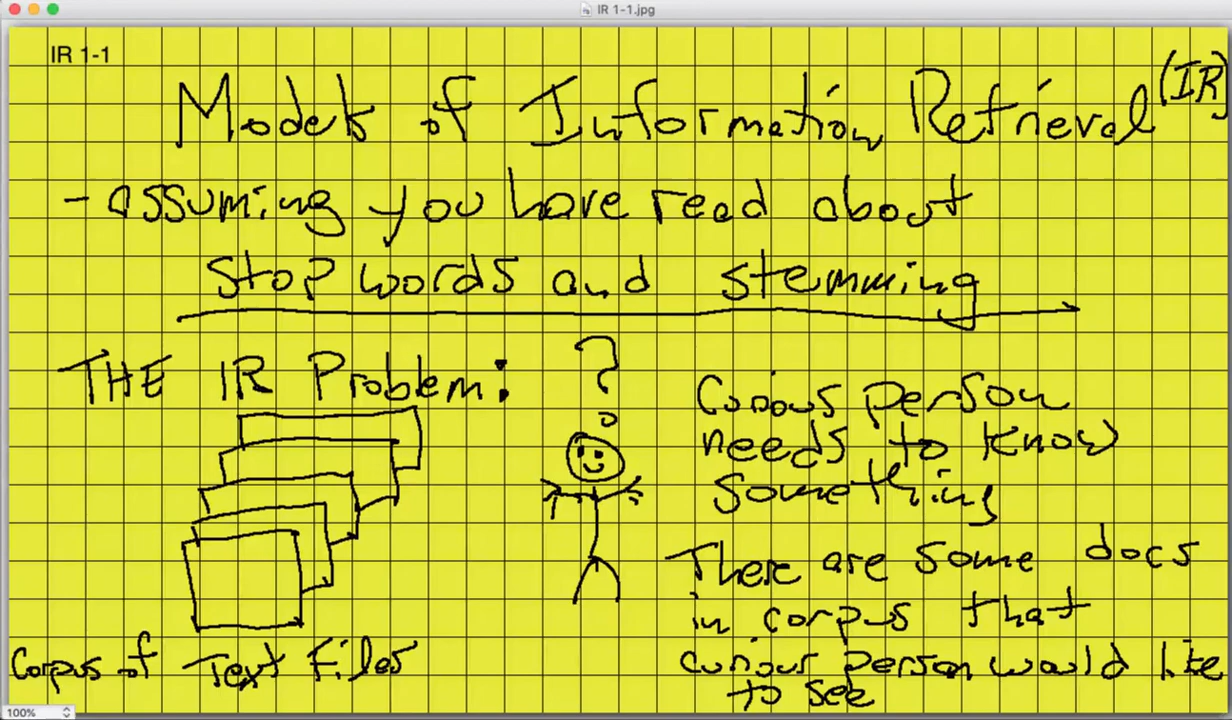 IR 1-1.jpg
IR 1-1
Models of Information Retrieval (IR)
- assuming you have read about
stop words and stemming
THE IR Problem:
?
Curious person
needs to know
something
There are some docs
in corpus that
curious person would like
to see
Corpus of Text Files
100%